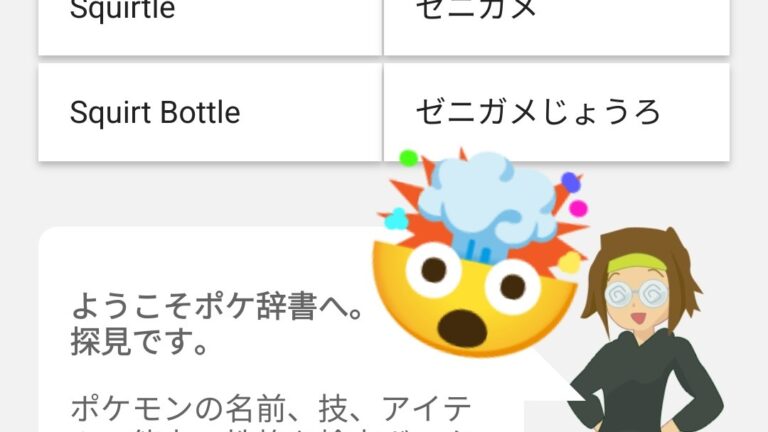 Squirtle
ゼニガメ
Squirt Bottle
ゼニガメじょうろ
ようこそポケ辞書へ。
探見です。
ポケモンの名前、技、アイテ